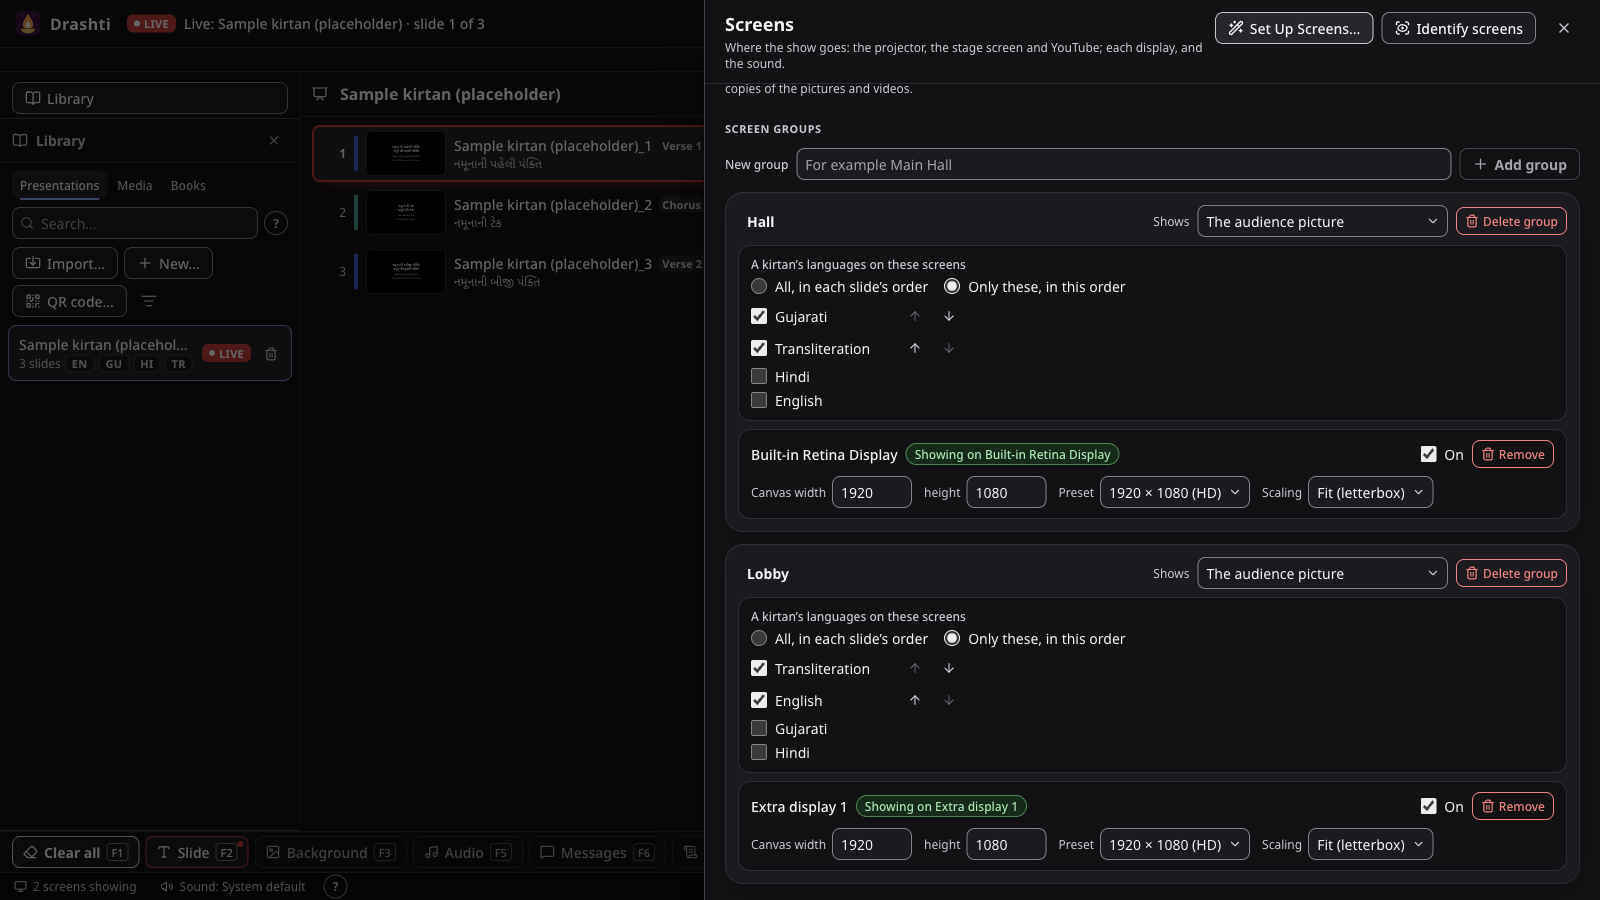 Drashti
LIVE
Live: Sample kirtan (placeholder) · slide 1 of 3
Library
Library
Presentations Media Books
Search...
?
Import...
New...
QR code...
Sample kirtan (placehol...
3 slides EN GU HI TR
LIVE
Sample kirtan (placeholder)
1
Sample kirtan (placeholder)_1 Verse 1
નમૂનાની પહેલી પંક્તિ
2
Sample kirtan (placeholder)_2 Chorus
નમૂનાની ટેક
3
Sample kirtan (placeholder)_3 Verse 2
નમૂનાની બીજી પંક્તિ
Clear all F1
Slide F2
Background F3
Audio F5
Messages F6
2 screens showing
Sound: System default
?
Screens
Where the show goes: the projector, the stage screen and YouTube; each display, and
the sound.
Set Up Screens...
Identify screens
copies of the pictures and videos.
SCREEN GROUPS
New group For example Main Hall
Add group
Hall
Shows The audience picture
Delete group
A kirtan’s languages on these screens
All, in each slide’s order Only these, in this order
Gujarati
Transliteration
Hindi
English
Built-in Retina Display Showing on Built-in Retina Display
On Remove
Canvas width 1920 height 1080 Preset 1920 × 1080 (HD) Scaling Fit (letterbox)
Lobby
Shows The audience picture
Delete group
A kirtan’s languages on these screens
All, in each slide’s order Only these, in this order
Transliteration
English
Gujarati
Hindi
Extra display 1 Showing on Extra display 1
On Remove
Canvas width 1920 height 1080 Preset 1920 × 1080 (HD) Scaling Fit (letterbox)